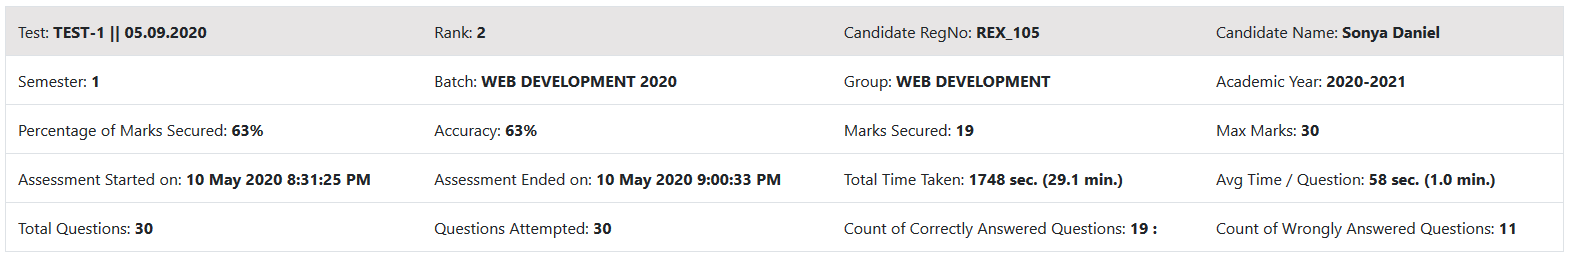 Test: TEST-1 || 05.09.2020 Rank: 2 Candidate RegNo: REX_105 Candidate Name: Sonya Daniel
Semester: 1 Batch: WEB DEVELOPMENT 2020 Group: WEB DEVELOPMENT Academic Year: 2020-2021
Percentage of Marks Secured: 63% Accuracy: 63% Marks Secured: 19 Max Marks: 30
Assessment Started on: 10 May 2020 8:31:25 PM Assessment Ended on: 10 May 2020 9:00:33 PM Total Time Taken: 1748 sec. (29.1 min.) Avg Time / Question: 58 sec. (1.0 min.)
Total Questions: 30 Questions Attempted: 30 Count of Correctly Answered Questions: 19 : Count of Wrongly Answered Questions: 11